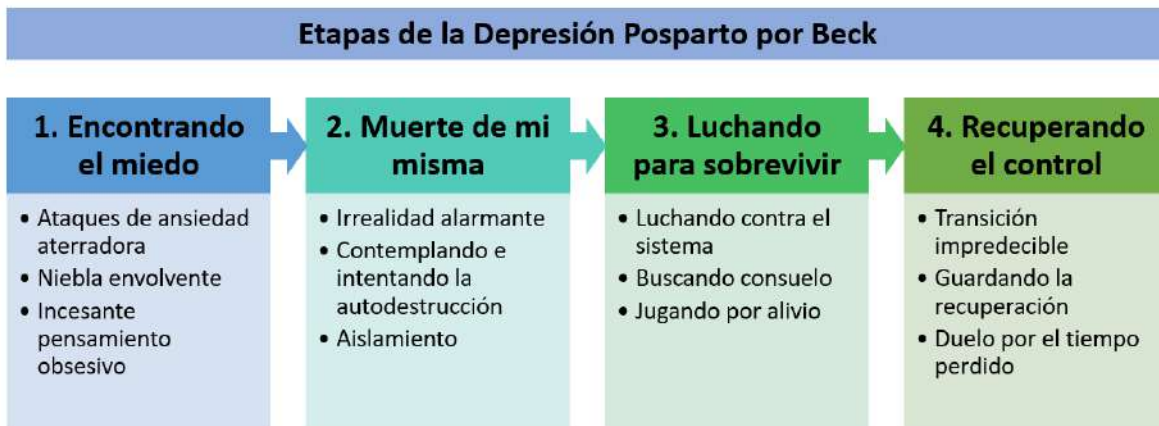 Etapas de la Depresión Posparto por Beck
1. Encontrando
el miedo
• Ataques de ansiedad
aterradora
• Niebla envolvente
• Incesante
pensamiento
obsesivo
2. Muerte de mi
misma
• Irrealidad alarmante
• Contemplando e
intentando la
autodestrucción
• Aislamiento
3. Luchando
para sobrevivir
• Luchando contra el
sistema
• Buscando consuelo
• Jugando por alivio
4. Recuperando
el control
• Transición
impredecible
• Guardando la
recuperación
• Duelo por el tiempo
perdido